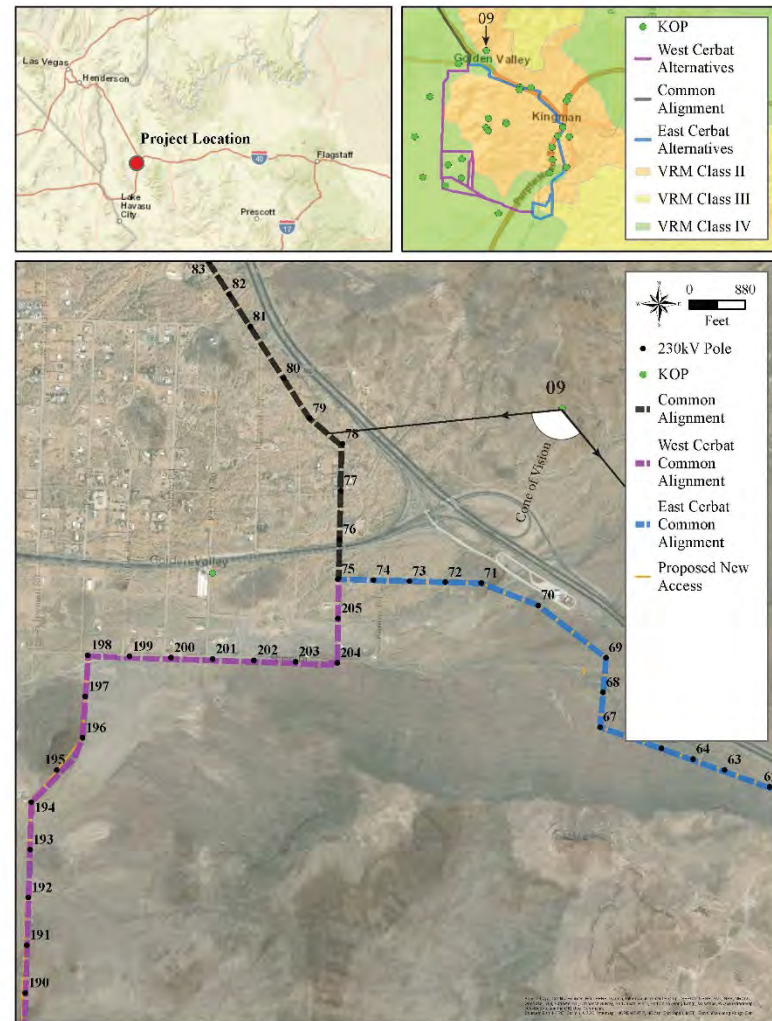 Las Vegas
Henderson
Project Location
40
Flagstaff
Lake
Havasu
City
Prescott
17
09
Golden Valley
Kingman
KOP
West Cerbat
Alternatives
Common
Alignment
East Cerbat
Alternatives
VRM Class II
VRM Class III
VRM Class IV
83
82
81
80
79
78
77
76
75
74
73
72
71
70
69
68
67
64
63
09
Cone of Vision
Golden Valley
205
204
203
202
201
200
199
198
197
196
195
194
193
192
191
190
0 880
Feet
230kV Pole
KOP
Common
Alignment
West Cerbat
Common
Alignment
East Cerbat
Common
Alignment
Proposed New
Access